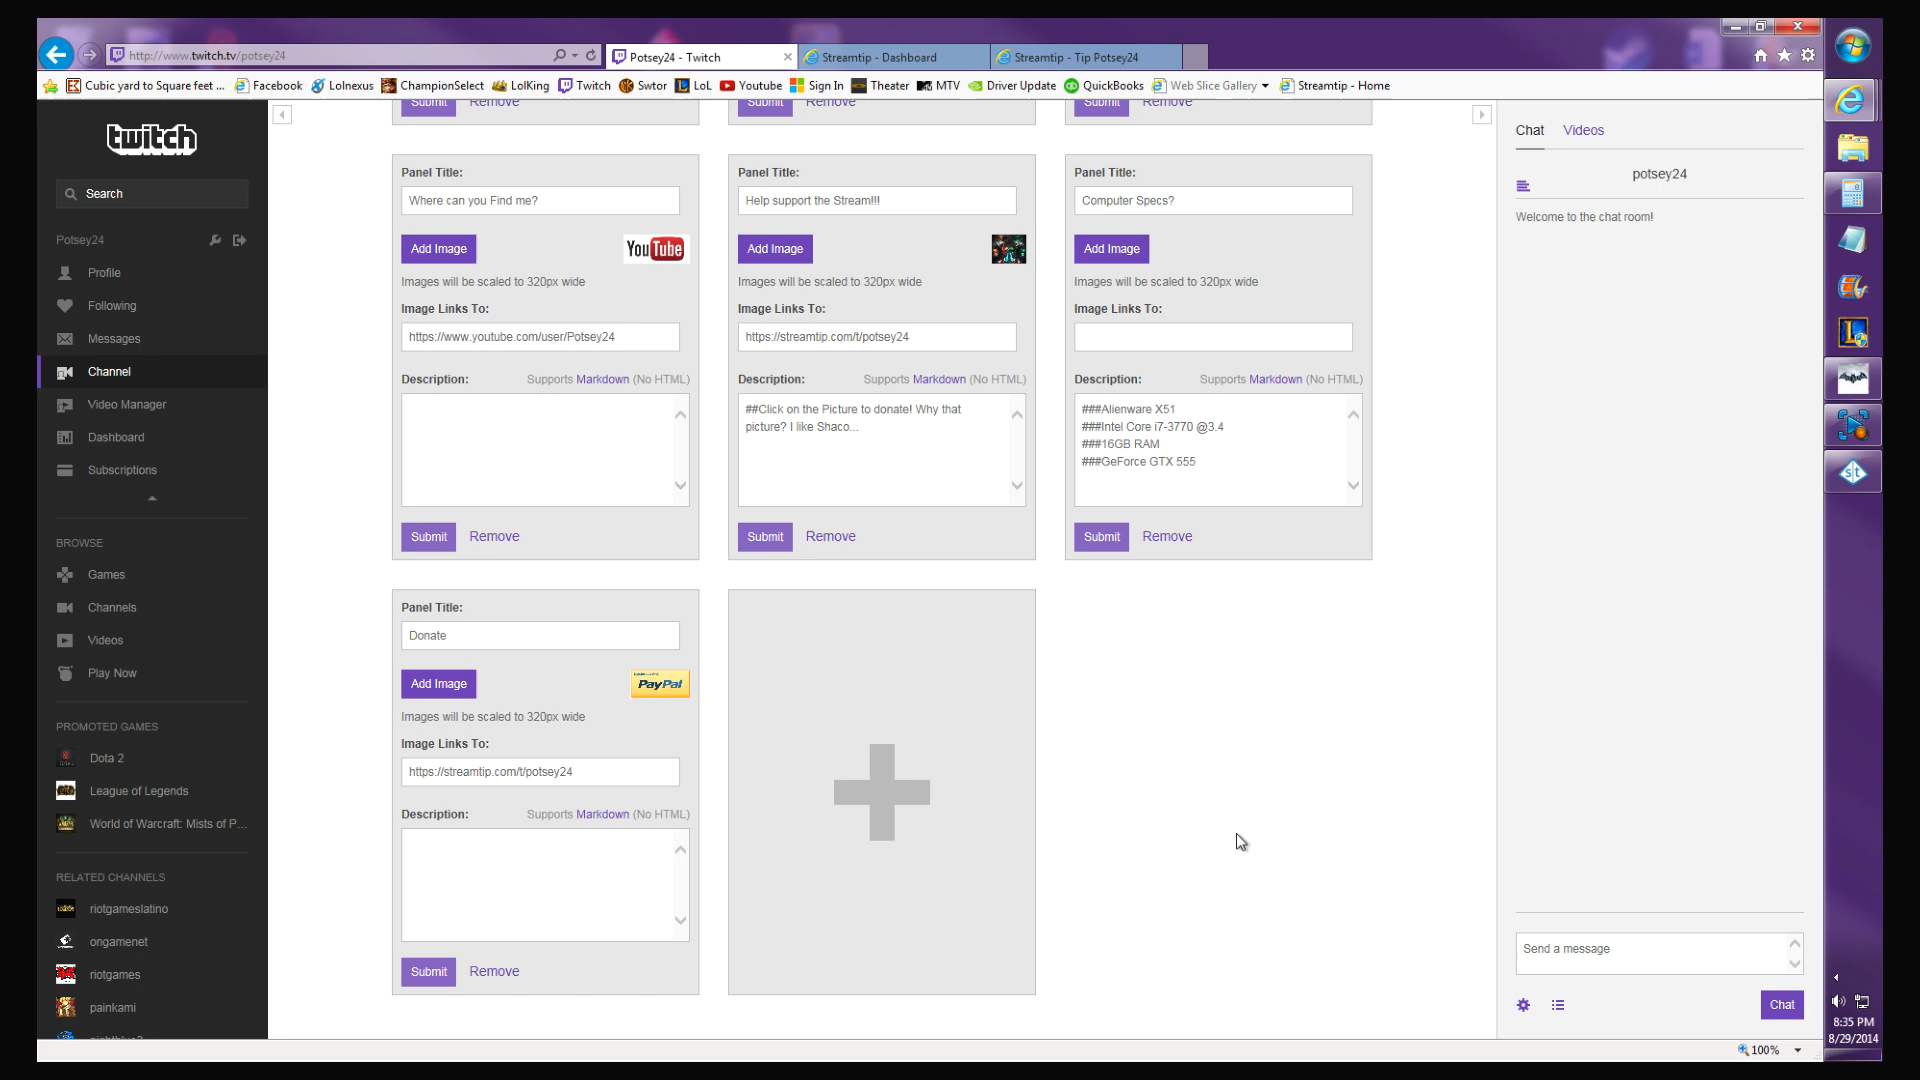 http://www.twitch.tv/potsey24
Potsey24 - Twitch
Streamtip - Dashboard
Streamtip - Tip Potsey24
Cubic yard to Square feet ...
Facebook
Lolnexus
ChampionSelect
LolKing
Twitch
Swtor
LoL
Youtube
Sign In
Theater
MTV
Driver Update
QuickBooks
Web Slice Gallery
Streamtip - Home
twitch
Search
Potsey24
Profile
Following
Messages
Channel
Video Manager
Dashboard
Subscriptions
BROWSE
Games
Channels
Videos
Play Now
PROMOTED GAMES
Dota 2
League of Legends
World of Warcraft: Mists of P...
RELATED CHANNELS
riotgameslatino
ongamenet
riotgames
painkami
Submit Remove
Submit Remove
Submit Remove
Panel Title:
Where can you Find me?
Add Image
YouTube
Images will be scaled to 320px wide
Image Links To:
https://www.youtube.com/user/Potsey24
Description: Supports Markdown (No HTML)
Submit Remove
Panel Title:
Help support the Stream!!!
Add Image
Images will be scaled to 320px wide
Image Links To:
https://streamtip.com/t/potsey24
Description: Supports Markdown (No HTML)
##Click on the Picture to donate! Why that
picture? I like Shaco...
Submit Remove
Panel Title:
Computer Specs?
Add Image
Images will be scaled to 320px wide
Image Links To:
Description: Supports Markdown (No HTML)
###Alienware X51
###Intel Core i7-3770 @3.4
###16GB RAM
###GeForce GTX 555
Submit Remove
Panel Title:
Donate
Add Image
PayPal
Images will be scaled to 320px wide
Image Links To:
https://streamtip.com/t/potsey24
Description: Supports Markdown (No HTML)
Submit Remove
Chat Videos
potsey24
Welcome to the chat room!
Send a message
Chat
st
8:35 PM
8/29/2014
100%